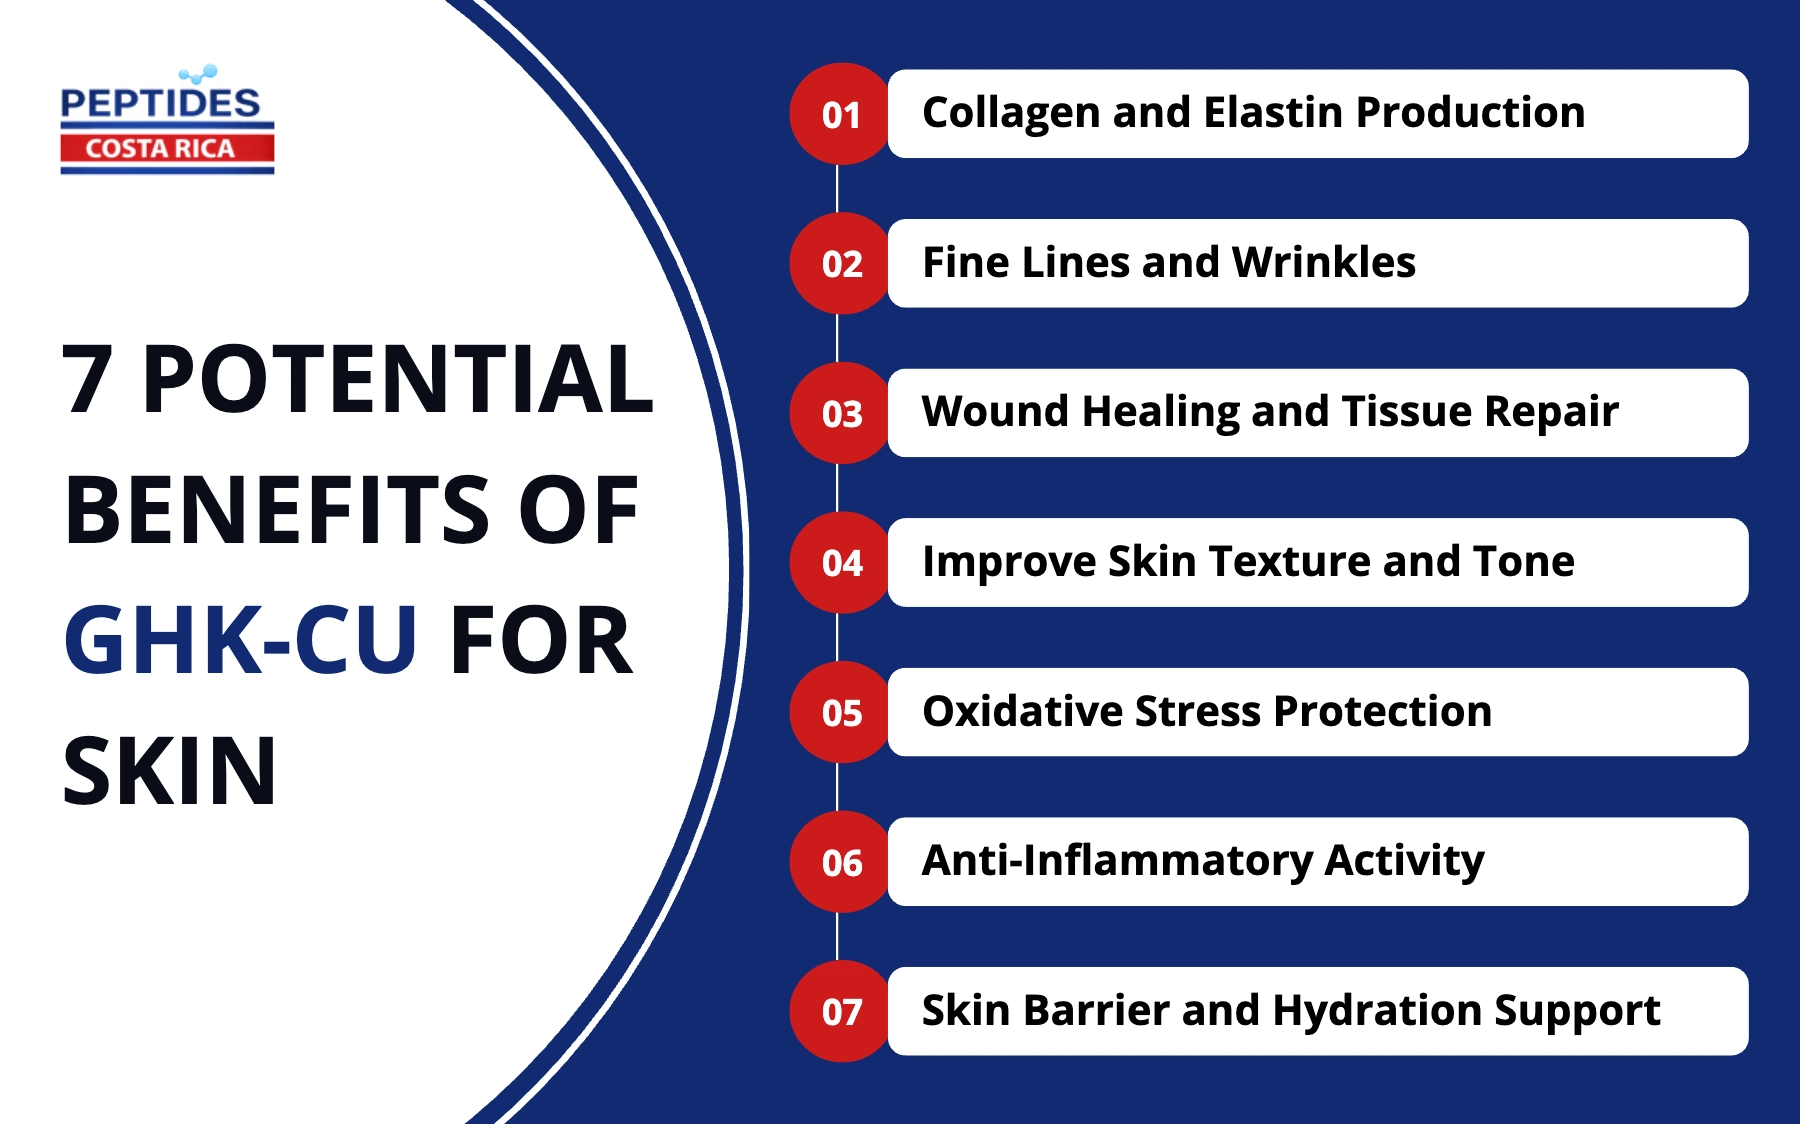 PEPTIDES
COSTA RICA
7 POTENTIAL
BENEFITS OF
GHK-CU FOR
SKIN
01 Collagen and Elastin Production
02 Fine Lines and Wrinkles
03 Wound Healing and Tissue Repair
04 Improve Skin Texture and Tone
05 Oxidative Stress Protection
06 Anti-Inflammatory Activity
07 Skin Barrier and Hydration Support